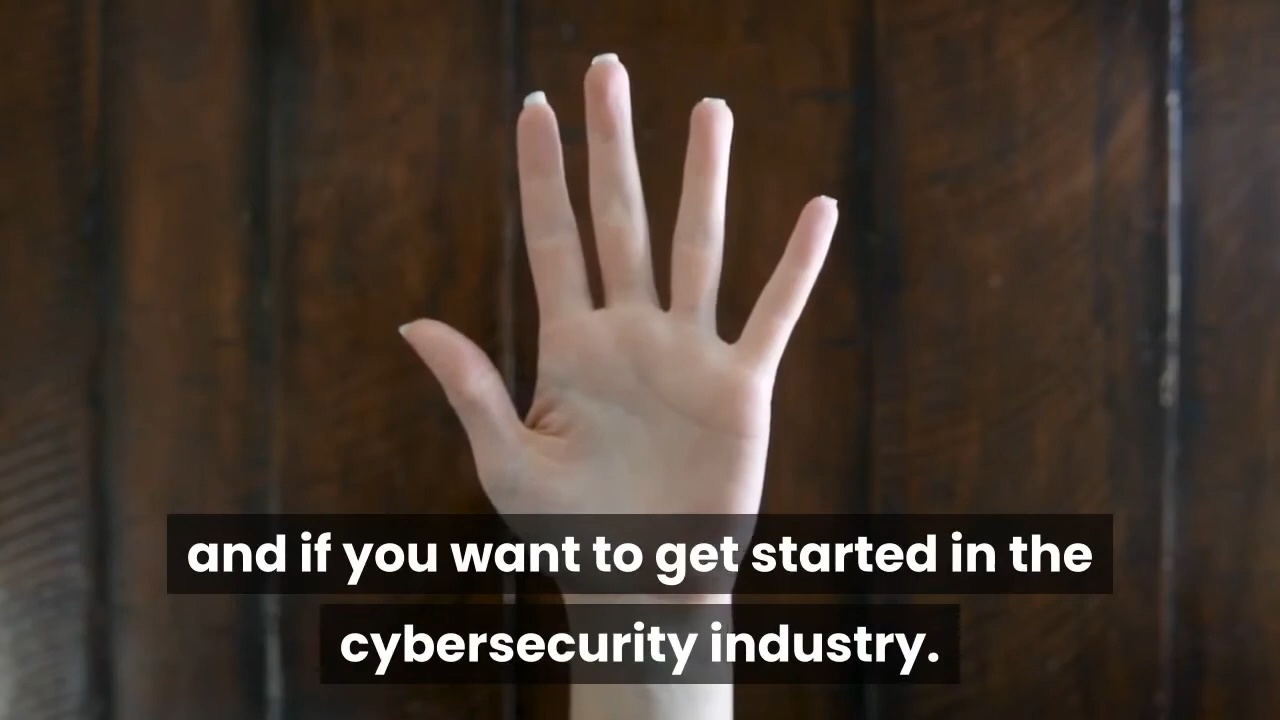 and if you want to get started in the
cybersecurity industry.